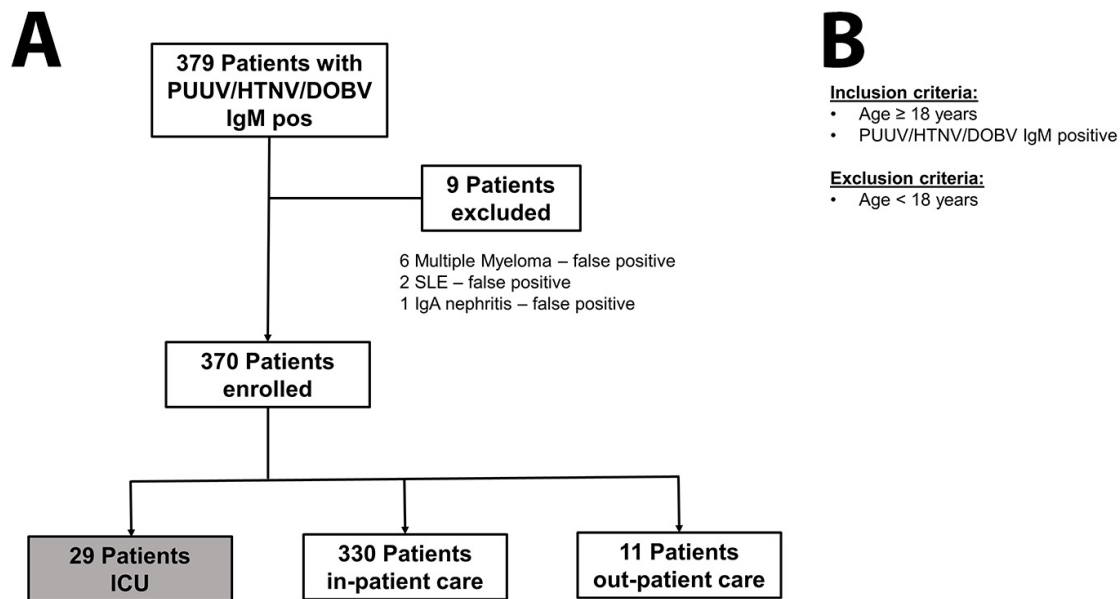 A
379 Patients with
PUUV/HTNV/DOBV
IgM pos
9 Patients
excluded
6 Multiple Myeloma – false positive
2 SLE – false positive
1 IgA nephritis – false positive
370 Patients
enrolled
29 Patients
ICU
330 Patients
in-patient care
11 Patients
out-patient care
B
Inclusion criteria:
• Age ≥ 18 years
• PUUV/HTNV/DOBV IgM positive
Exclusion criteria:
• Age < 18 years